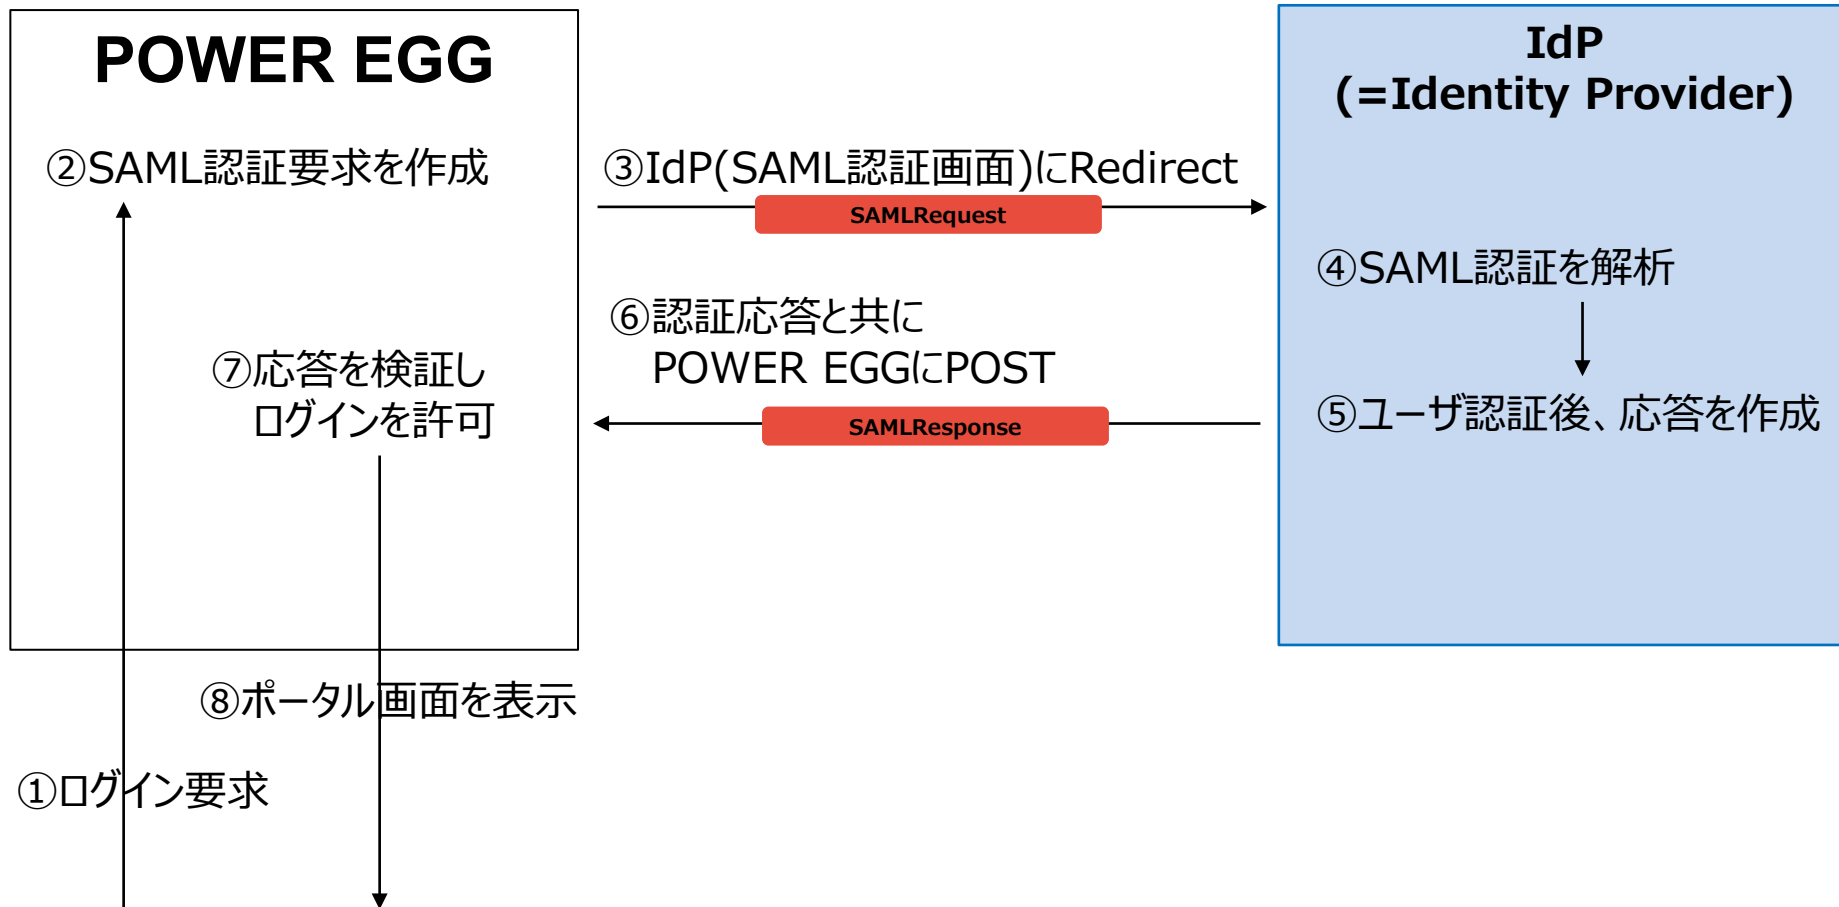 POWER EGG
IdP
(=Identity Provider)
②SAML認証要求を作成
③IdP(SAML認証画面)にRedirect
SAMLRequest
④SAML認証を解析
⑤ユーザ認証後、応答を作成
⑥認証応答と共に
POWER EGGにPOST
SAMLResponse
⑦応答を検証し
ログインを許可
⑧ポータル画面を表示
①ログイン要求